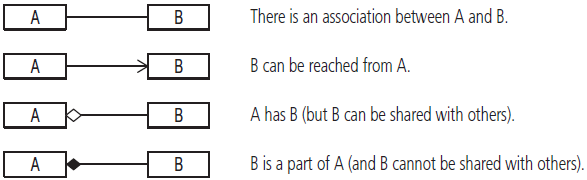 A B There is an association between A and B.
A B B can be reached from A.
A B A has B (but B can be shared with others).
A B B is a part of A (and B cannot be shared with others).